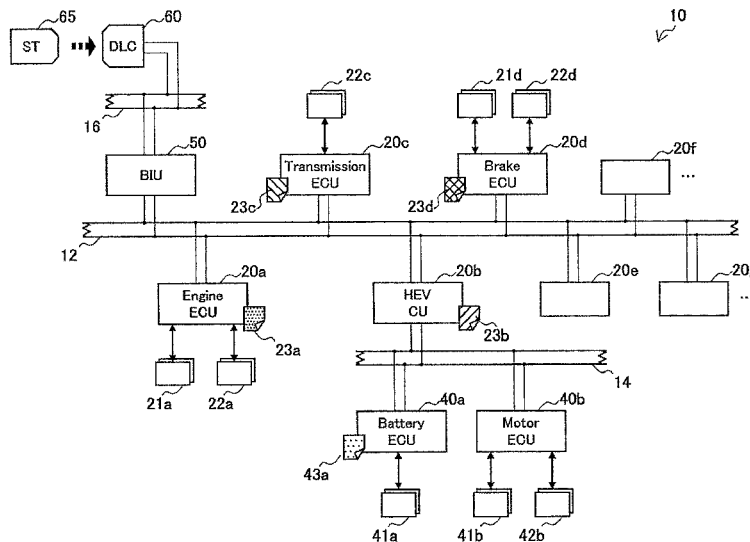 65
60
10
ST
DLC
16
22c
21d
22d
50
20c
20d
20f
BIU
Transmission
ECU
Brake
ECU
...
23c
23d
12
20a
20b
20e
20
Engine
ECU
HEV
CU
...
23a
23b
14
21a
22a
40a
40b
Battery
ECU
Motor
ECU
43a
41a
41b
42b